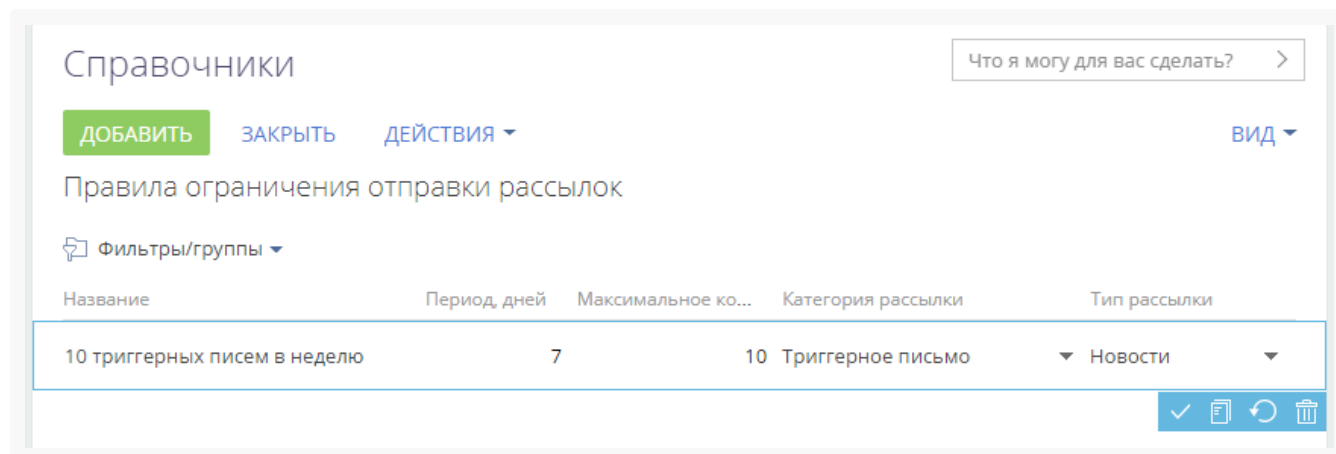 Справочники
Что я могу для вас сделать?
ДОБАВИТЬ ЗАКРЫТЬ ДЕЙСТВИЯ ВИД
Правила ограничения отправки рассылок
Фильтры/группы
Название Период, дней Максимальное ко... Категория рассылки Тип рассылки
10 триггерных писем в неделю 7 10 Триггерное письмо Новости